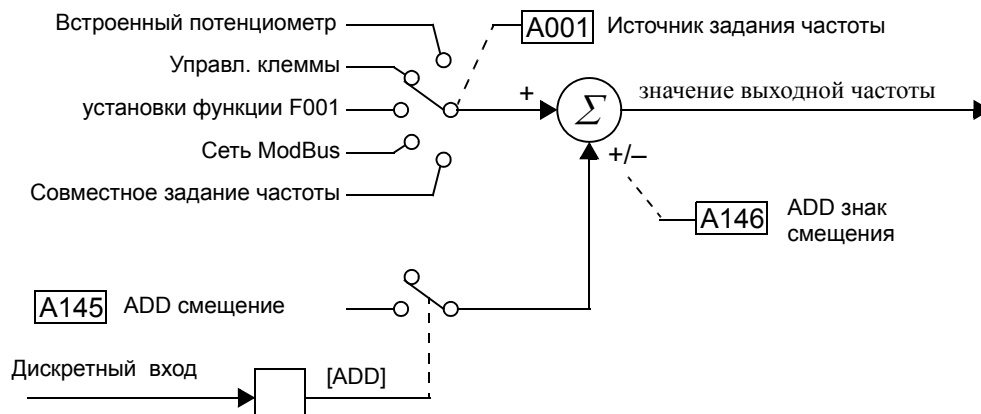 Встроенный потенциометр
A001 Источник задания частоты
Управл. клеммы
установки функции F001
+
Σ
значение выходной частоты
Сеть ModBus
+/–
Совместное задание частоты
A146 ADD знак
смещения
A145 ADD смещение
Дискретный вход
[ADD]